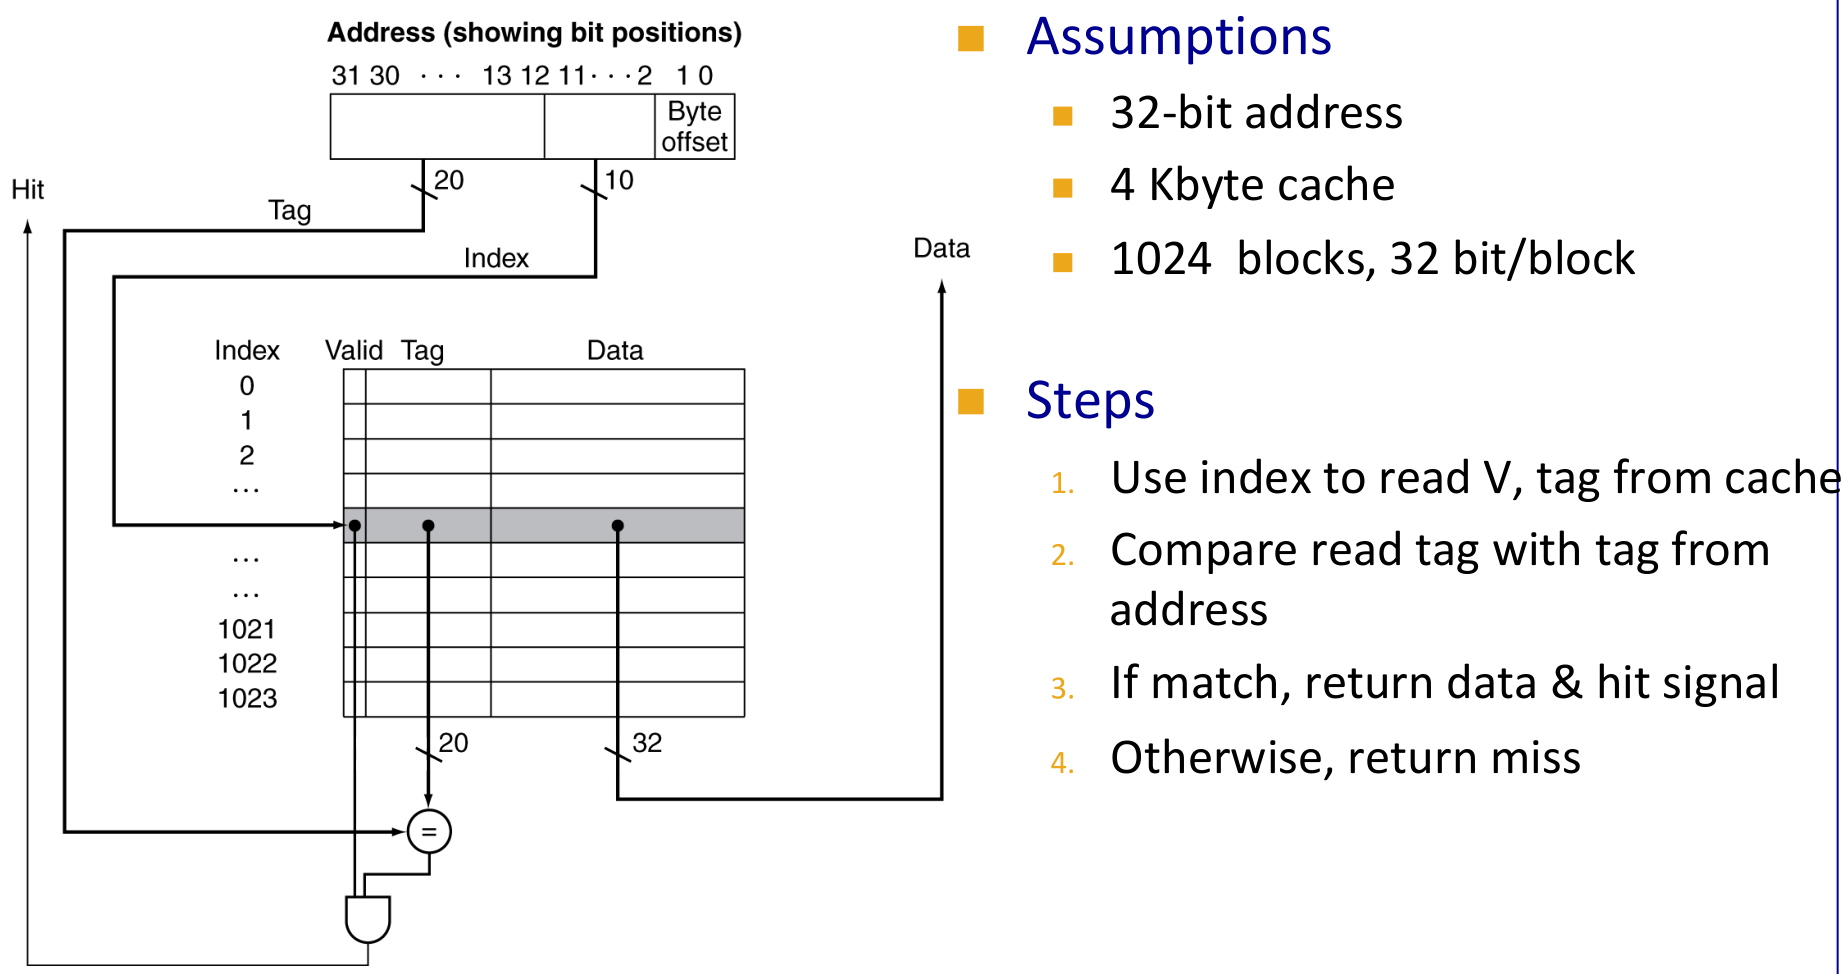 Address (showing bit positions)
31 30 ··· 13 12 11···2 1 0
Byte
offset
20
10
Hit
Tag
Index
Data
Index Valid Tag Data
0
1
2
...
...
...
1021
1022
1023
20
32
=
Assumptions
32-bit address
4 Kbyte cache
1024 blocks, 32 bit/block
Steps
1. Use index to read V, tag from cache
2. Compare read tag with tag from
address
3. If match, return data & hit signal
4. Otherwise, return miss